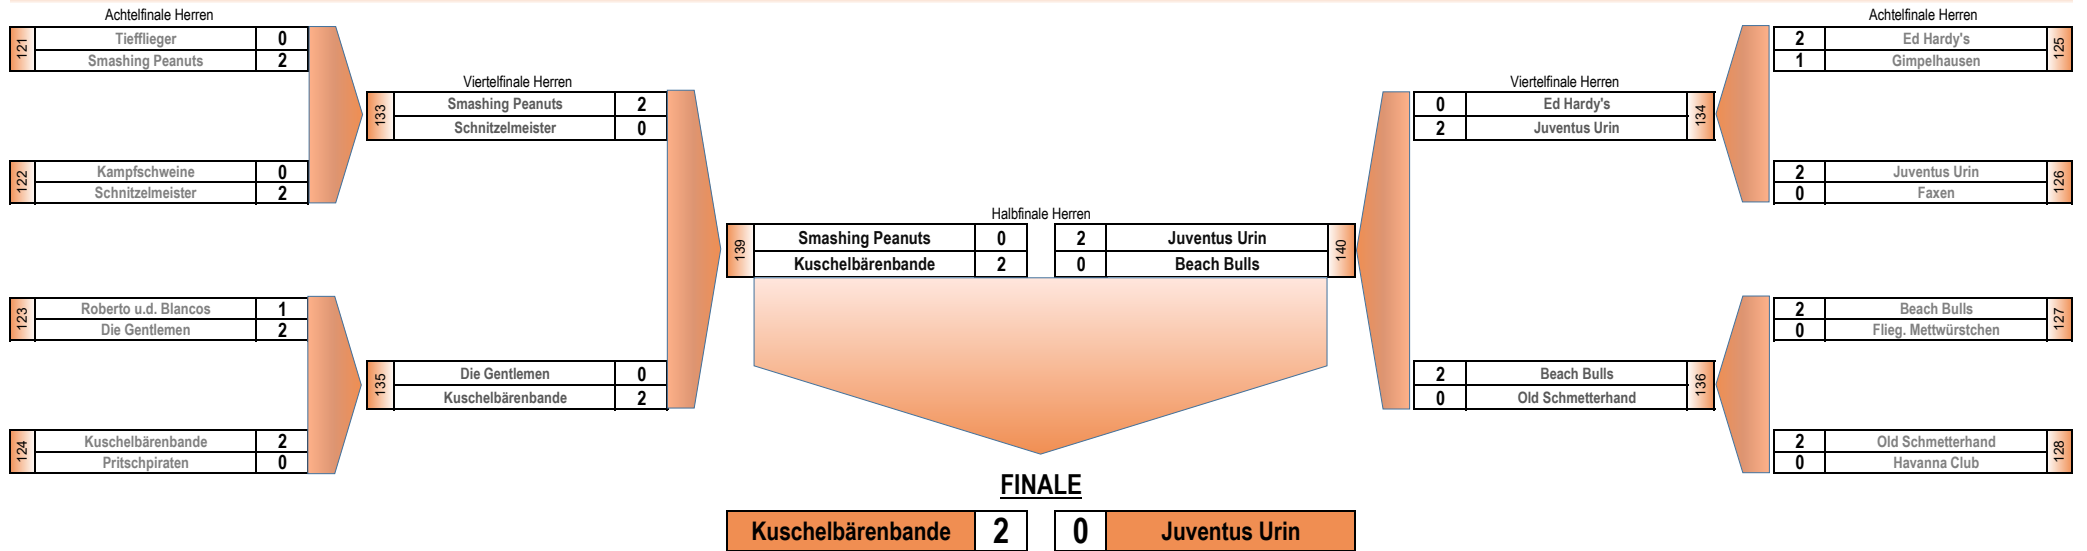 Achtelfinale Herren
121
Tiefflieger 0
Smashing Peanuts 2
122
Kampfschweine 0
Schnitzelmeister 2
123
Roberto u.d. Blancos 1
Die Gentlemen 2
124
Kuschelbärenbande 2
Pritschpiraten 0
Viertelfinale Herren
133
Smashing Peanuts 2
Schnitzelmeister 0
135
Die Gentlemen 0
Kuschelbärenbande 2
Halbfinale Herren
139
Smashing Peanuts 0
Kuschelbärenbande 2
2 Juventus Urin
0 Beach Bulls
140
Viertelfinale Herren
0 Ed Hardy's
2 Juventus Urin
134
2 Beach Bulls
0 Old Schmetterhand
136
Achtelfinale Herren
2 Ed Hardy's
1 Gimpelhausen
125
2 Juventus Urin
0 Faxen
126
2 Beach Bulls
0 Flieg. Mettwürstchen
127
2 Old Schmetterhand
0 Havanna Club
128
FINALE
Kuschelbärenbande 2 0 Juventus Urin